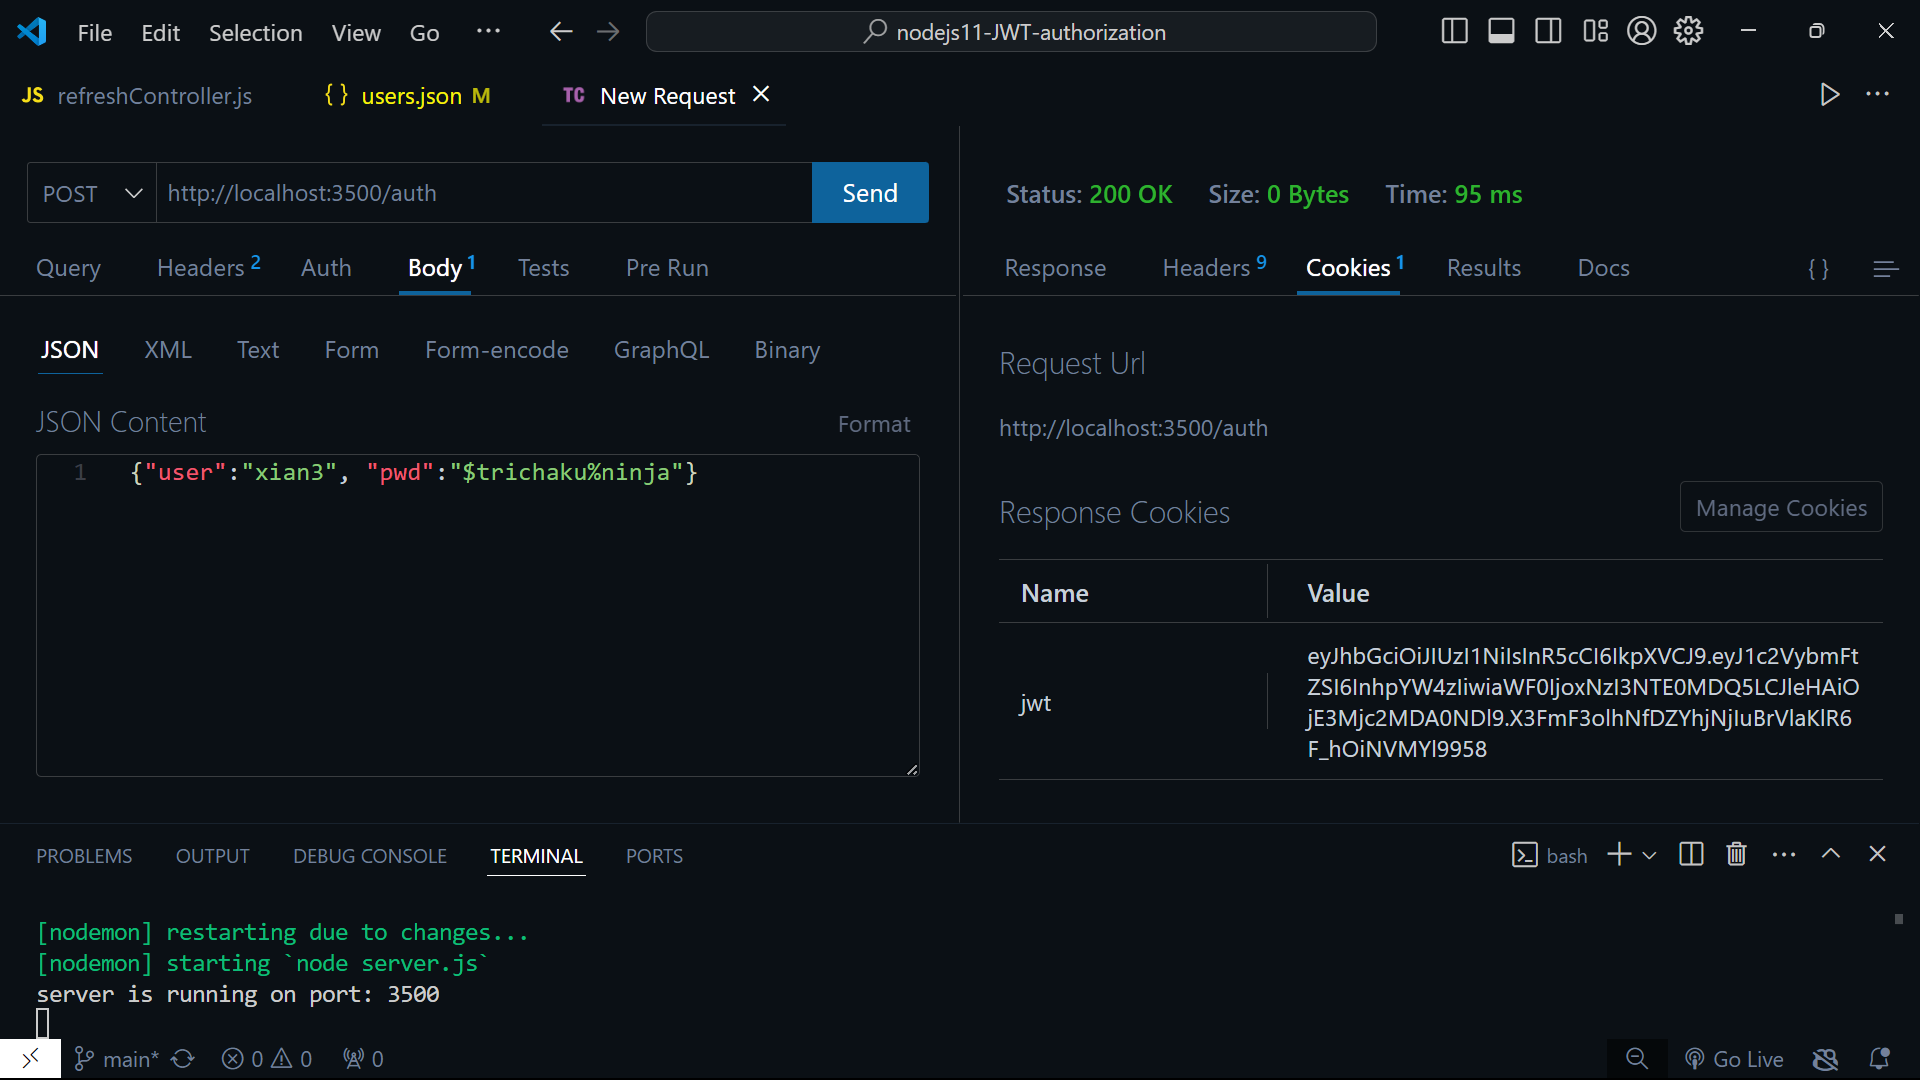 File Edit Selection View Go ··· nodejs11-JWT-authorization
JS refreshController.js {} users.json M TC New Request
POST http://localhost:3500/auth Send
Query Headers 2 Auth Body 1 Tests Pre Run
JSON XML Text Form Form-encode GraphQL Binary
JSON Content Format
1 {"user":"xian3", "pwd":"$trichaku%ninja"}
Status: 200 OK Size: 0 Bytes Time: 95 ms
Response Headers 9 Cookies 1 Results Docs {}
Request Url
http://localhost:3500/auth
Response Cookies Manage Cookies
Name Value
jwt
eyJhbGciOiJIUzI1NiIsInR5cCI6IkpXVCJ9.eyJ1c2VybmFt
ZSI6InhpYW4zIiwiaWF0IjoxNzI3NTE0MDQ5LCJleHAiO
jE3Mjc2MDA0NDl9.X3FmF3olhNfDZYhjNjIuBrVlaKlR6
F_hOiNVMYl9958
PROBLEMS OUTPUT DEBUG CONSOLE TERMINAL PORTS bash
[nodemon] restarting due to changes...
[nodemon] starting `node server.js`
server is running on port: 3500
main* 0 0 0 Go Live